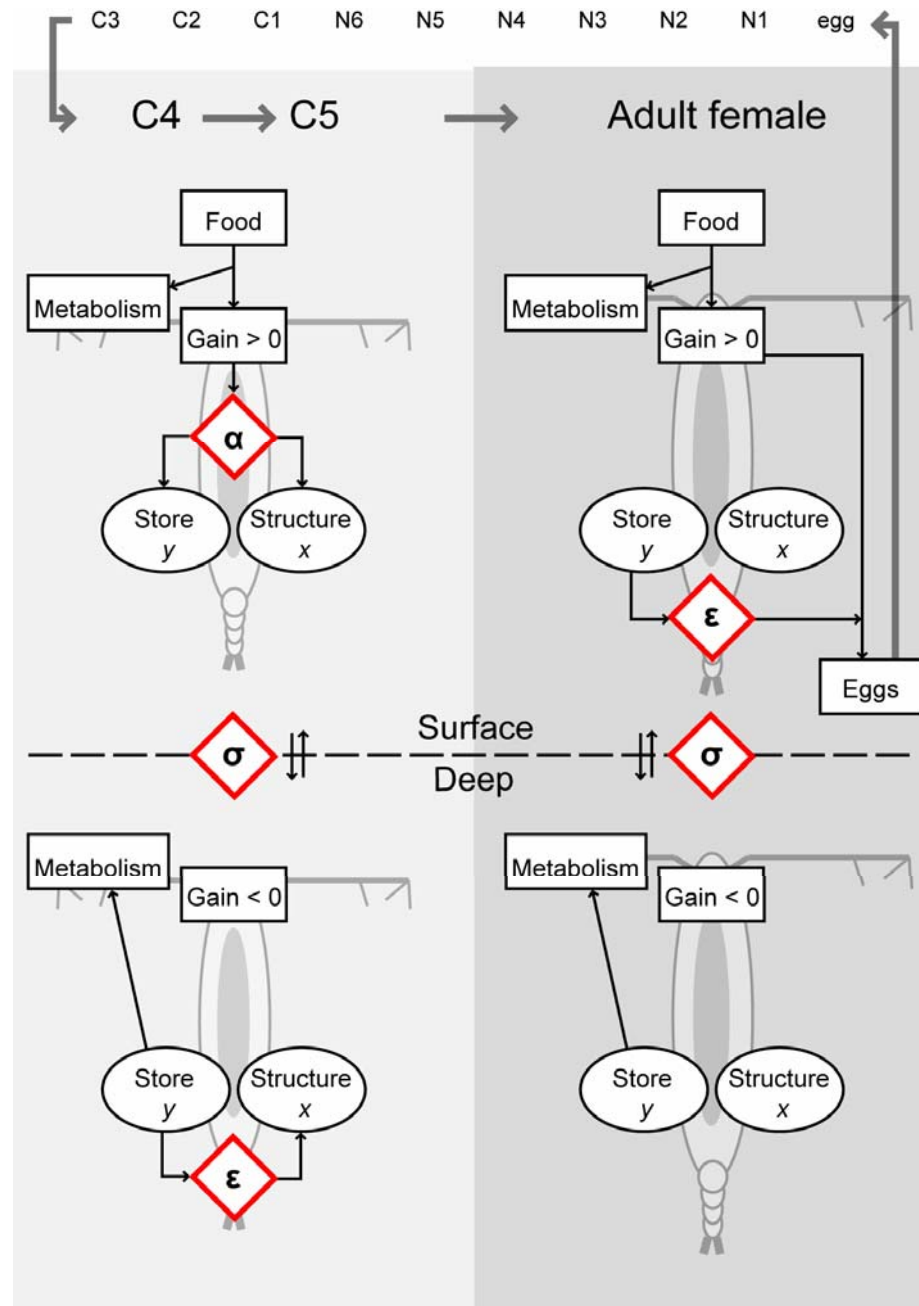 C3 C2 C1 N6 N5 N4 N3 N2 N1 egg
C4 C5 Adult female
Food
Metabolism
Gain > 0
α
Store
y
Structure
x
Food
Metabolism
Gain > 0
Store
y
Structure
x
ε
Eggs
Surface
σ σ
Deep
Metabolism
Gain < 0
Store
y
Structure
x
ε
Metabolism
Gain < 0
Store
y
Structure
x